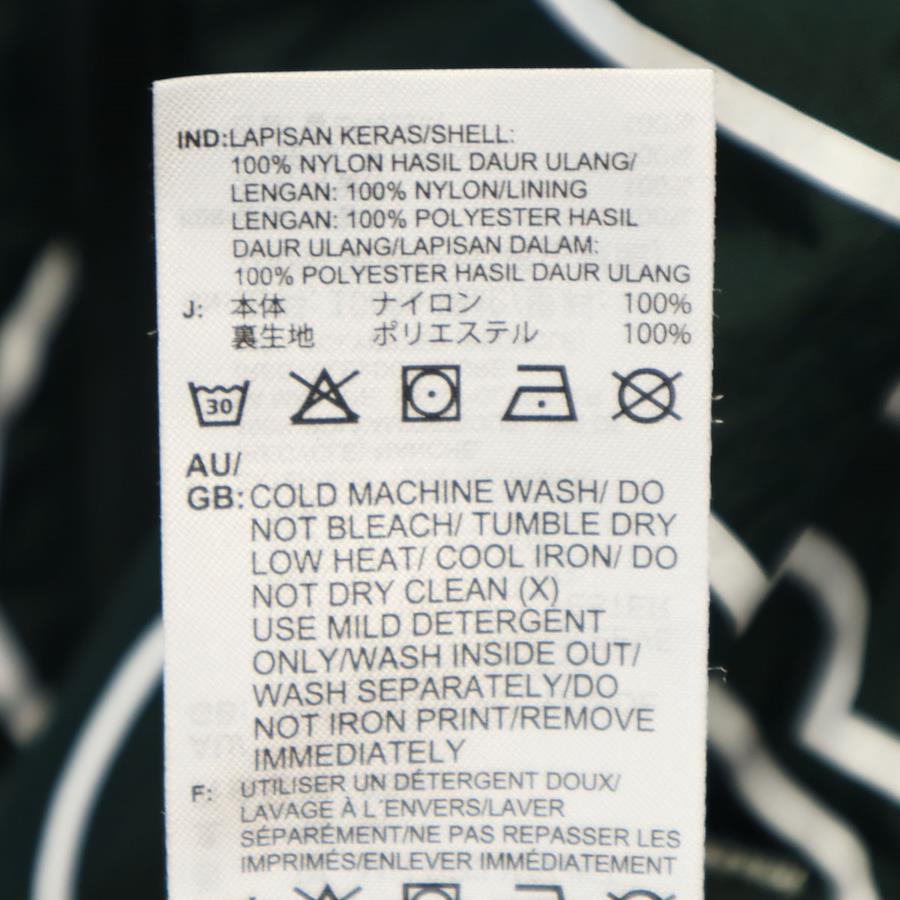 IND:LAPISAN KERAS/SHELL:
100% NYLON HASIL DAUR ULANG/
LENGAN: 100% NYLON/LINING
LENGAN: 100% POLYESTER HASIL
DAUR ULANG/LAPISAN DALAM:
100% POLYESTER HASIL DAUR ULANG
J: 本体 ナイロン 100%
裏生地 ポリエステル 100%
30
AU/
GB: COLD MACHINE WASH/ DO
NOT BLEACH/ TUMBLE DRY
LOW HEAT/ COOL IRON/ DO
NOT DRY CLEAN (X)
USE MILD DETERGENT
ONLY/WASH INSIDE OUT/
WASH SEPARATELY/DO
NOT IRON PRINT/REMOVE
IMMEDIATELY
F: UTILISER UN DÉTERGENT DOUX/
LAVAGE À L´ENVERS/LAVER
SÉPARÉMENT/NE PAS REPASSER LES
IMPRIMÉS/ENLEVER IMMÉDIATEMENT